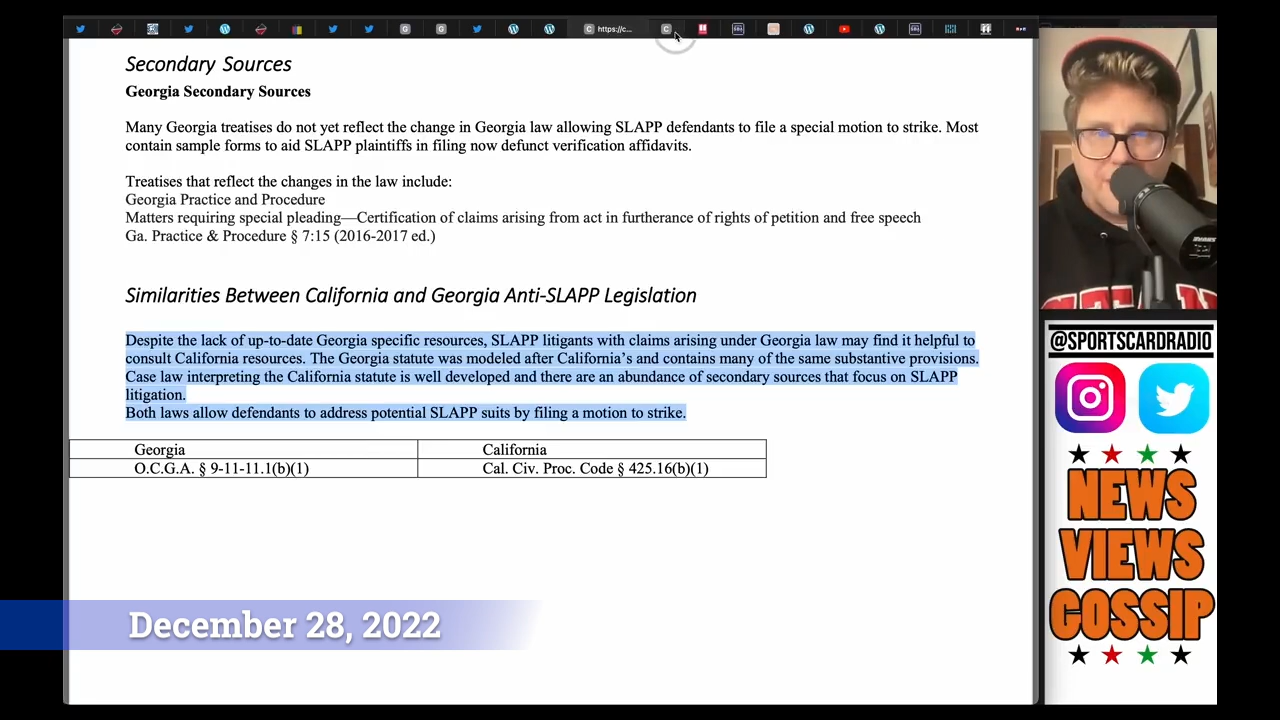 https://c...
Secondary Sources
Georgia Secondary Sources
Many Georgia treatises do not yet reflect the change in Georgia law allowing SLAPP defendants to file a special motion to strike. Most
contain sample forms to aid SLAPP plaintiffs in filing now defunct verification affidavits.
Treatises that reflect the changes in the law include:
Georgia Practice and Procedure
Matters requiring special pleading—Certification of claims arising from act in furtherance of rights of petition and free speech
Ga. Practice & Procedure § 7:15 (2016-2017 ed.)
Similarities Between California and Georgia Anti-SLAPP Legislation
Despite the lack of up-to-date Georgia specific resources, SLAPP litigants with claims arising under Georgia law may find it helpful to
consult California resources. The Georgia statute was modeled after California's and contains many of the same substantive provisions.
Case law interpreting the California statute is well developed and there are an abundance of secondary sources that focus on SLAPP
litigation.
Both laws allow defendants to address potential SLAPP suits by filing a motion to strike.
Georgia California
O.C.G.A. § 9-11-11.1(b)(1) Cal. Civ. Proc. Code § 425.16(b)(1)
December 28, 2022
@SPORTSCARDRADIO
NEWS
VIEWS
GOSSIP